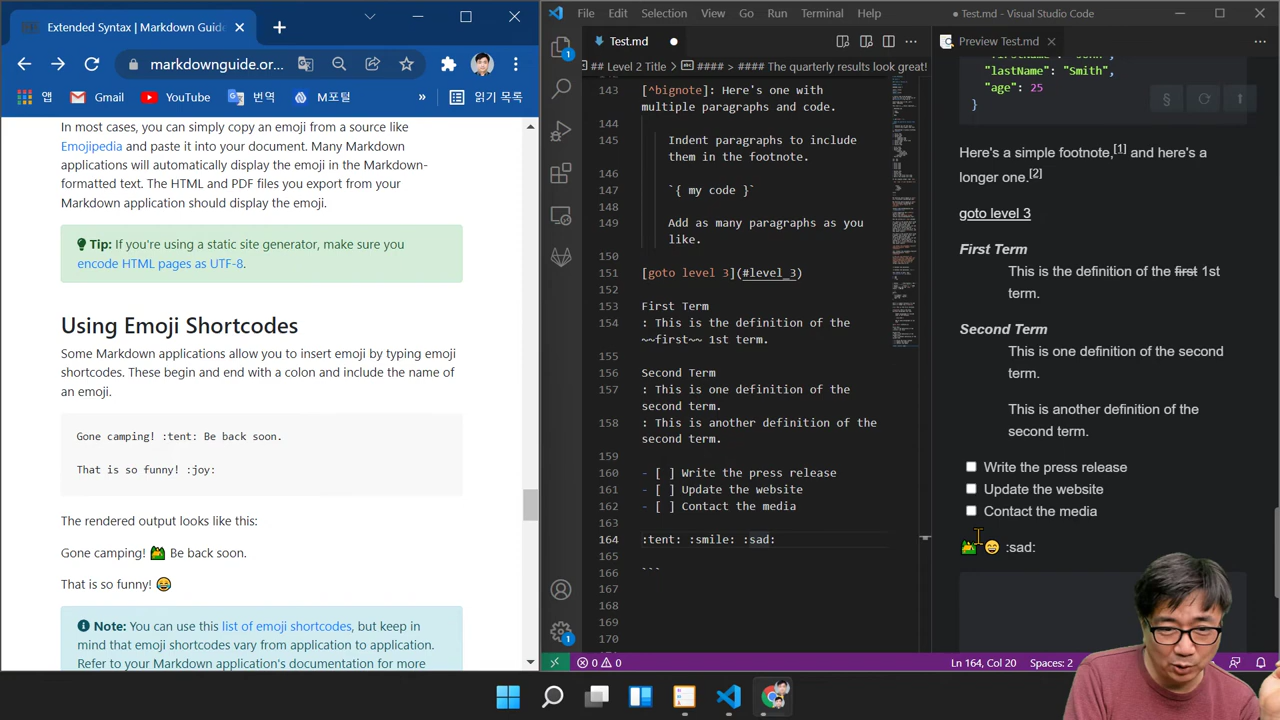 Extended Syntax | Markdown Guide
markdownguide.or...
앱
Gmail
YouTube
번역
M포털
»
읽기 목록
In most cases, you can simply copy an emoji from a source like
Emojipedia and paste it into your document. Many Markdown
applications will automatically display the emoji in the Markdown-
formatted text. The HTML and PDF files you export from your
Markdown application should display the emoji.
Tip: If you're using a static site generator, make sure you
encode HTML pages as UTF-8.
Using Emoji Shortcodes
Some Markdown applications allow you to insert emoji by typing emoji
shortcodes. These begin and end with a colon and include the name of
an emoji.
Gone camping! :tent: Be back soon.
That is so funny! :joy:
The rendered output looks like this:
Gone camping! 🏕 Be back soon.
That is so funny! 😂
Note: You can use this list of emoji shortcodes, but keep in
mind that emoji shortcodes vary from application to application.
Refer to your Markdown application's documentation for more
File Edit Selection View Go Run Terminal Help
● Test.md - Visual Studio Code
Test.md
## Level 2 Title > #### > #### The quarterly results look great!
143 [^bignote]: Here's one with
multiple paragraphs and code.
144
145 Indent paragraphs to include
them in the footnote.
146
147 `{ my code }`
148
149 Add as many paragraphs as you
like.
150
151 [goto level 3](#level_3)
152
153 First Term
154 : This is the definition of the
~~first~~ 1st term.
155
156 Second Term
157 : This is one definition of the
second term.
158 : This is another definition of the
second term.
159
160 - [ ] Write the press release
161 - [ ] Update the website
162 - [ ] Contact the media
163
164 :tent: :smile: :sad:
165
166 ```
167
168
169
170
1
1
0 0
Ln 164, Col 20 Spaces: 2
Preview Test.md
"lastName": "Smith",
"age": 25
}
Here's a simple footnote,[1] and here's a
longer one.[2]
goto level 3
First Term
This is the definition of the first 1st
term.
Second Term
This is one definition of the second
term.
This is another definition of the
second term.
Write the press release
Update the website
Contact the media
🏕 😄 :sad: